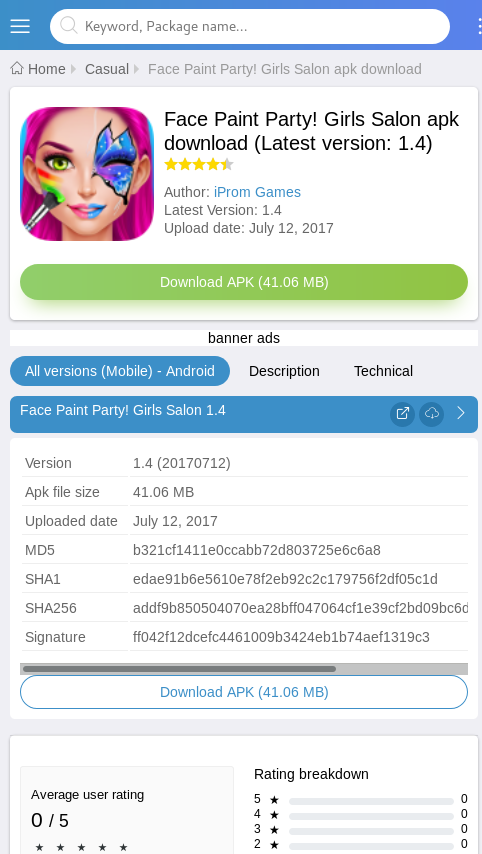 Keyword, Package name...
Home Casual Face Paint Party! Girls Salon apk download
Face Paint Party! Girls Salon apk
download (Latest version: 1.4)
Author: iProm Games
Latest Version: 1.4
Upload date: July 12, 2017
Download APK (41.06 MB)
banner ads
All versions (Mobile) - Android Description Technical
Face Paint Party! Girls Salon 1.4
Version 1.4 (20170712)
Apk file size 41.06 MB
Uploaded date July 12, 2017
MD5 b321cf1411e0ccabb72d803725e6c6a8
SHA1 edae91b6e5610e78f2eb92c2c179756f2df05c1d
SHA256 addf9b850504070ea28bff047064cf1e39cf2bd09bc6d
Signature ff042f12dcefc4461009b3424eb1b74aef1319c3
Download APK (41.06 MB)
Rating breakdown
Average user rating
0 / 5
5 ★ 0
4 ★ 0
3 ★ 0
2 ★ 0